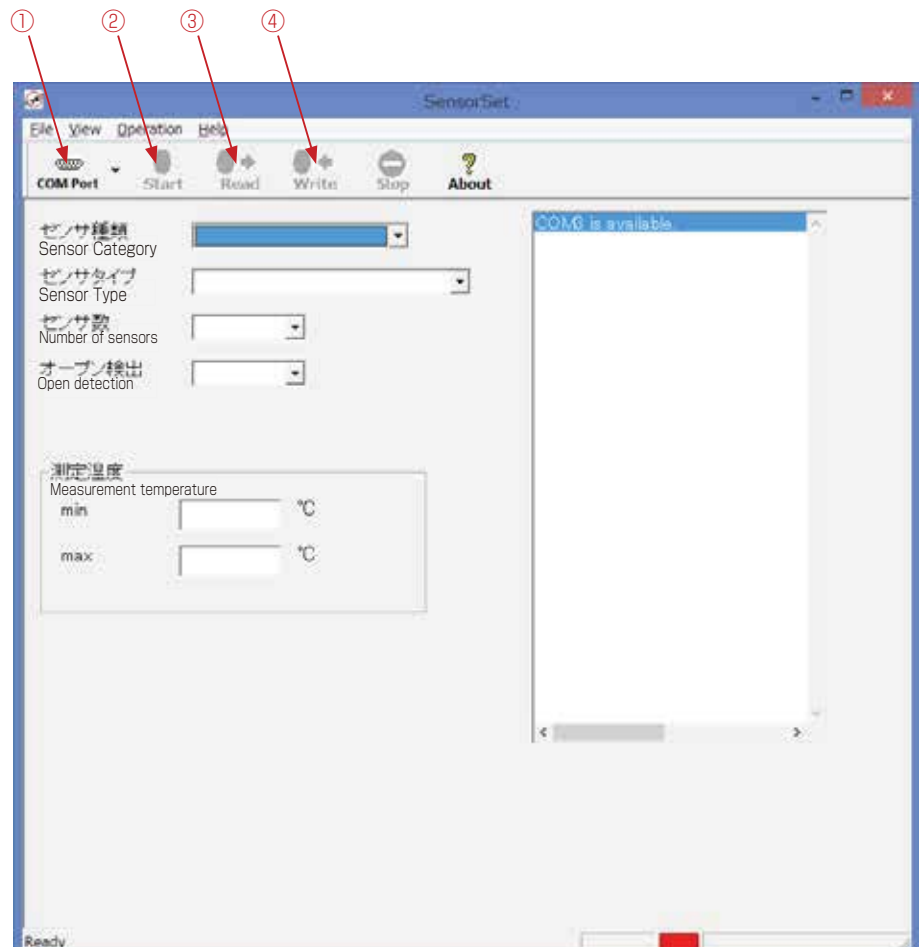 ① ② ③ ④
SensorSet
File View Operation Help
COM Port Start Read Write Stop About
センサ種類
Sensor Category
センサタイプ
Sensor Type
センサ数
Number of sensors
オープン検出
Open detection
測定温度
Measurement temperature
min ℃
max ℃
COM3 is available.
Ready